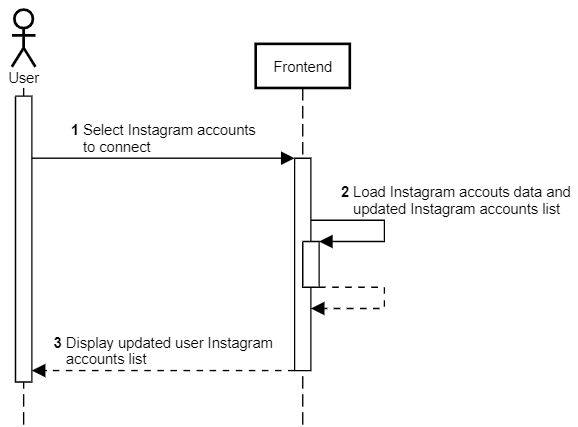 User
Frontend
1 Select Instagram accounts
to connect
2 Load Instagram accouts data and
updated Instagram accounts list
3 Display updated user Instagram
accounts list